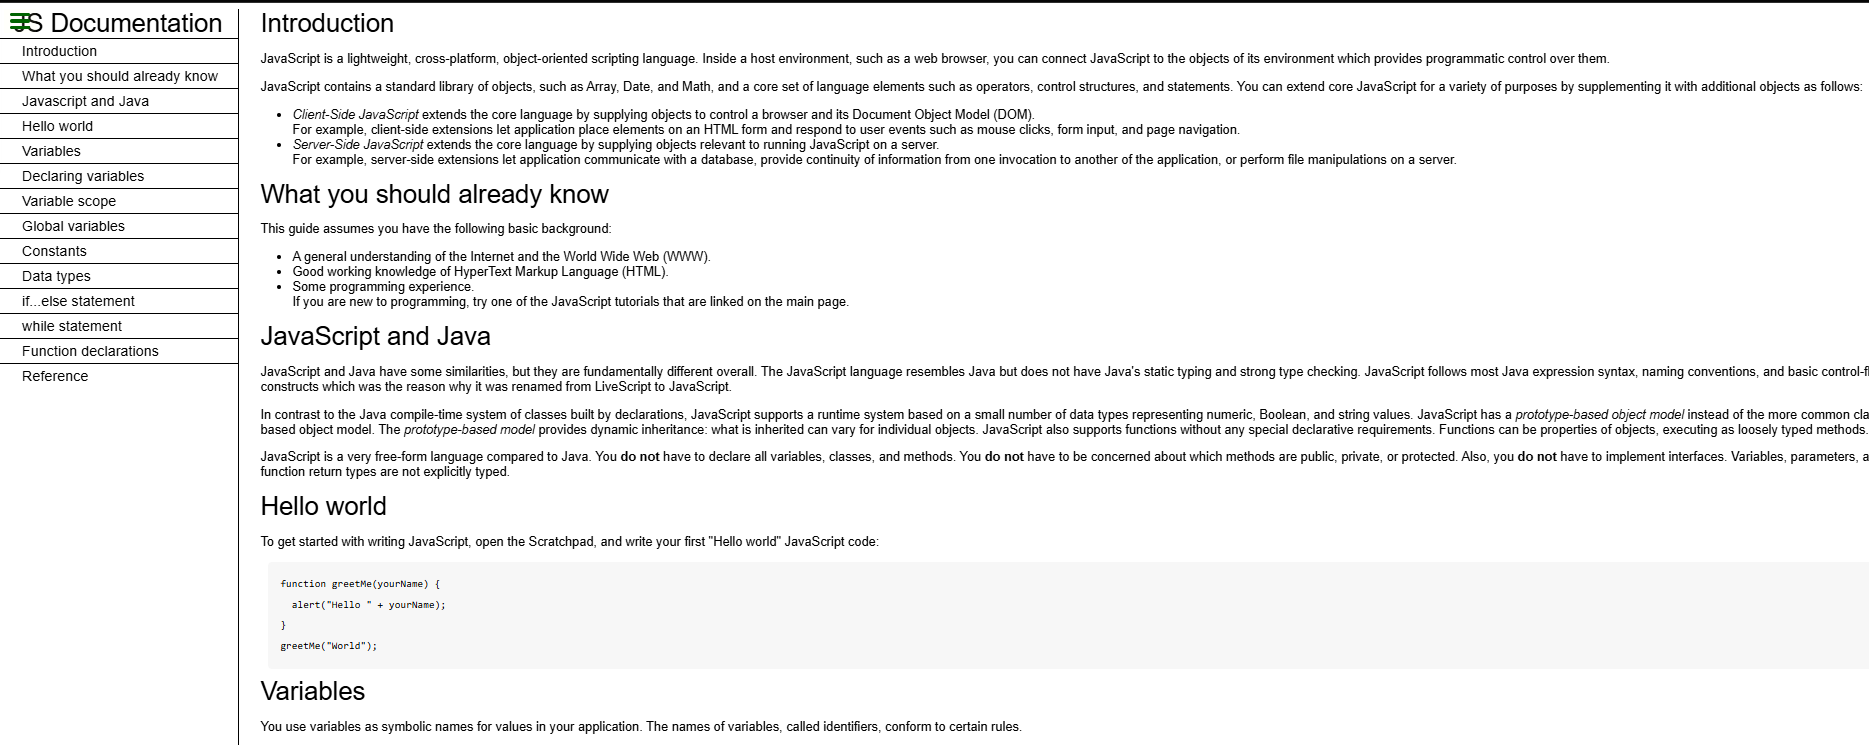 JS Documentation
Introduction
What you should already know
Javascript and Java
Hello world
Variables
Declaring variables
Variable scope
Global variables
Constants
Data types
if...else statement
while statement
Function declarations
Reference
Introduction
JavaScript is a lightweight, cross-platform, object-oriented scripting language. Inside a host environment, such as a web browser, you can connect JavaScript to the objects of its environment which provides programmatic control over them.
JavaScript contains a standard library of objects, such as Array, Date, and Math, and a core set of language elements such as operators, control structures, and statements. You can extend core JavaScript for a variety of purposes by supplementing it with additional objects as follows:
• Client-Side JavaScript extends the core language by supplying objects to control a browser and its Document Object Model (DOM).
For example, client-side extensions let application place elements on an HTML form and respond to user events such as mouse clicks, form input, and page navigation.
• Server-Side JavaScript extends the core language by supplying objects relevant to running JavaScript on a server.
For example, server-side extensions let application communicate with a database, provide continuity of information from one invocation to another of the application, or perform file manipulations on a server.
What you should already know
This guide assumes you have the following basic background:
• A general understanding of the Internet and the World Wide Web (WWW).
• Good working knowledge of HyperText Markup Language (HTML).
• Some programming experience.
If you are new to programming, try one of the JavaScript tutorials that are linked on the main page.
JavaScript and Java
JavaScript and Java have some similarities, but they are fundamentally different overall. The JavaScript language resembles Java but does not have Java's static typing and strong type checking. JavaScript follows most Java expression syntax, naming conventions, and basic control-fl
constructs which was the reason why it was renamed from LiveScript to JavaScript.
In contrast to the Java compile-time system of classes built by declarations, JavaScript supports a runtime system based on a small number of data types representing numeric, Boolean, and string values. JavaScript has a prototype-based object model instead of the more common cla
based object model. The prototype-based model provides dynamic inheritance: what is inherited can vary for individual objects. JavaScript also supports functions without any special declarative requirements. Functions can be properties of objects, executing as loosely typed methods.
JavaScript is a very free-form language compared to Java. You do not have to declare all variables, classes, and methods. You do not have to be concerned about which methods are public, private, or protected. Also, you do not have to implement interfaces. Variables, parameters, a
function return types are not explicitly typed.
Hello world
To get started with writing JavaScript, open the Scratchpad, and write your first "Hello world" JavaScript code:
function greetMe(yourName) {
alert("Hello " + yourName);
}
greetMe("World");
Variables
You use variables as symbolic names for values in your application. The names of variables, called identifiers, conform to certain rules.